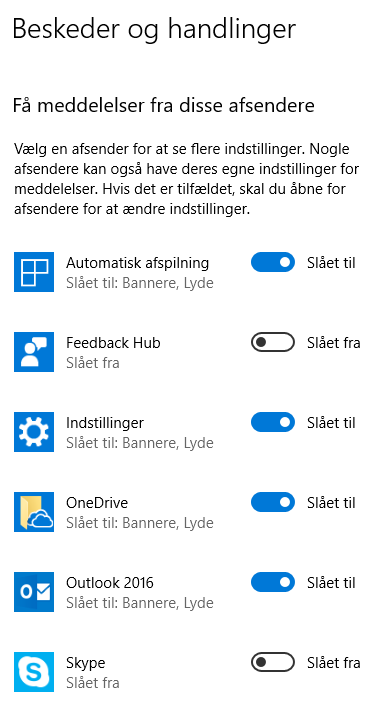 Beskeder og handlinger
Få meddelelser fra disse afsendere
Vælg en afsender for at se flere indstillinger. Nogle
afsendere kan også have deres egne indstillinger for
meddelelser. Hvis det er tilfældet, skal du åbne for
afsendere for at ændre indstillinger.
Automatisk afspilning
Slået til
Slået til: Bannere, Lyde
Feedback Hub
Slået fra
Slået fra
Indstillinger
Slået til
Slået til: Bannere, Lyde
OneDrive
Slået til
Slået til: Bannere, Lyde
Outlook 2016
Slået til
Slået til: Bannere, Lyde
Skype
Slået fra
Slået fra